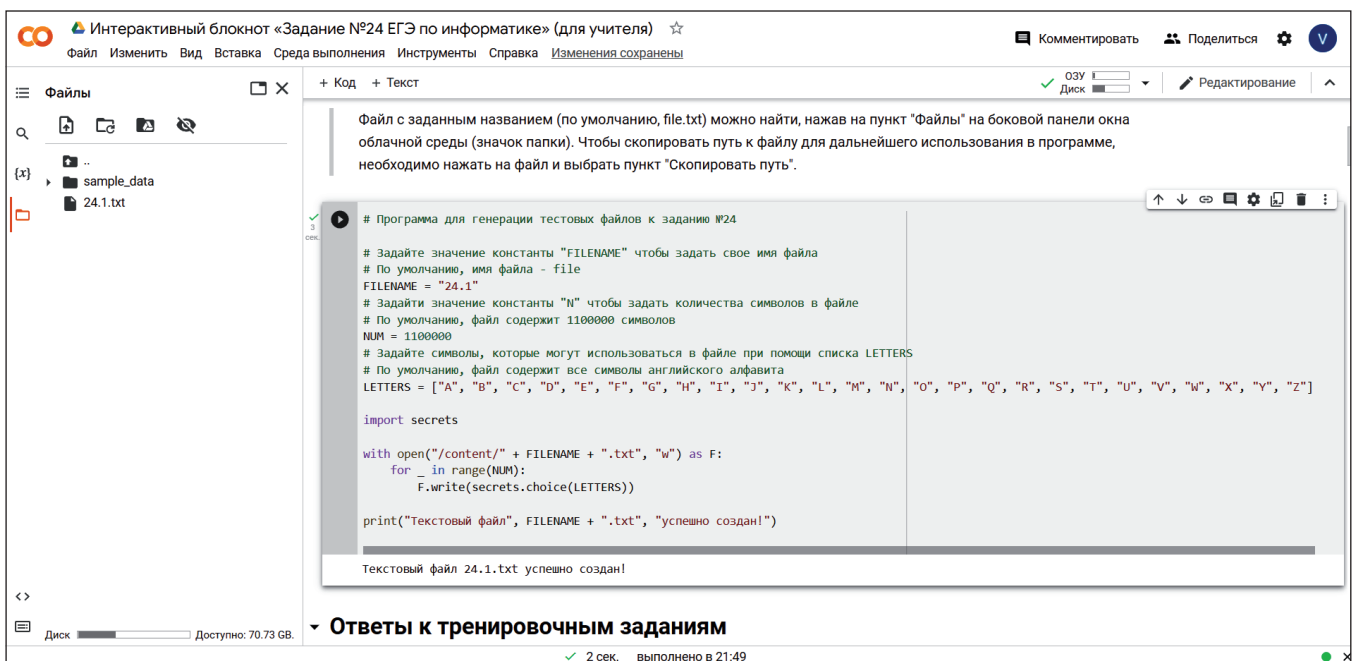 Интерактивный блокнот «Задание №24 ЕГЭ по информатике» (для учителя)
Файл Изменить Вид Вставка Среда выполнения Инструменты Справка Изменения сохранены
Комментировать
Поделиться
V
Файлы
+ Код + Текст
ОЗУ
Диск
Редактирование
{x}
..
sample_data
24.1.txt
<>
Диск
Доступно: 70.73 GB.
Файл с заданным названием (по умолчанию, file.txt) можно найти, нажав на пункт "Файлы" на боковой панели окна
облачной среды (значок папки). Чтобы скопировать путь к файлу для дальнейшего использования в программе,
необходимо нажать на файл и выбрать пункт "Скопировать путь".
3
сек.
# Программа для генерации тестовых файлов к заданию №24
# Задайте значение константы "FILENAME" чтобы задать свое имя файла
# По умолчанию, имя файла - file
FILENAME = "24.1"
# Задайти значение константы "N" чтобы задать количества символов в файле
# По умолчанию, файл содержит 1100000 символов
NUM = 1100000
# Задайте символы, которые могут использоваться в файле при помощи списка LETTERS
# По умолчанию, файл содержит все символы английского алфавита
LETTERS = ["A", "B", "C", "D", "E", "F", "G", "H", "I", "J", "K", "L", "M", "N", "O", "P", "Q", "R", "S", "T", "U", "V", "W", "X", "Y", "Z"]
import secrets
with open("/content/" + FILENAME + ".txt", "w") as F:
    for _ in range(NUM):
        F.write(secrets.choice(LETTERS))
print("Текстовый файл", FILENAME + ".txt", "успешно создан!")
Текстовый файл 24.1.txt успешно создан!
Ответы к тренировочным заданиям
2 сек. выполнено в 21:49